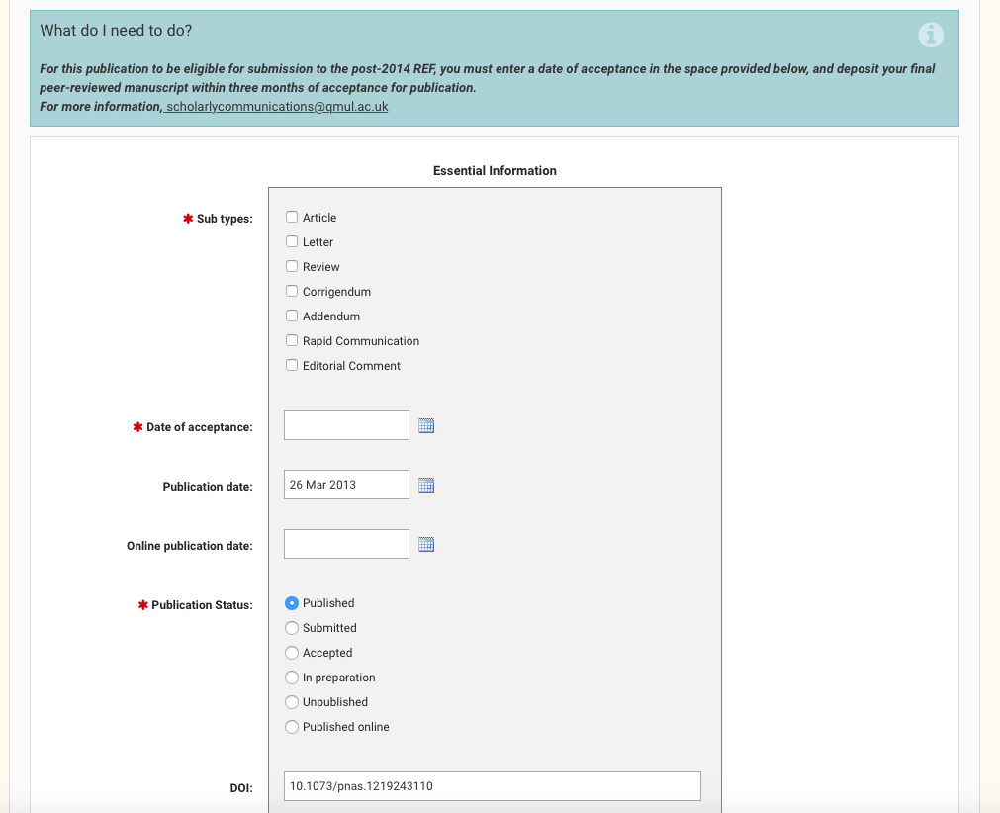 What do I need to do?
For this publication to be eligible for submission to the post-2014 REF, you must enter a date of acceptance in the space provided below, and deposit your final
peer-reviewed manuscript within three months of acceptance for publication.
For more information, scholarlycommunications@qmul.ac.uk
Essential Information
✱ Sub types:
Article
Letter
Review
Corrigendum
Addendum
Rapid Communication
Editorial Comment
✱ Date of acceptance:
Publication date: 26 Mar 2013
Online publication date:
✱ Publication Status:
Published
Submitted
Accepted
In preparation
Unpublished
Published online
DOI: 10.1073/pnas.1219243110